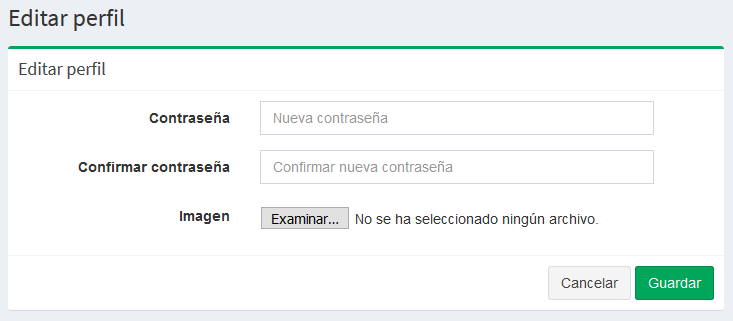 Editar perfil
Editar perfil
Contraseña Nueva contraseña
Confirmar contraseña Confirmar nueva contraseña
Imagen Examinar... No se ha seleccionado ningún archivo.
Cancelar Guardar